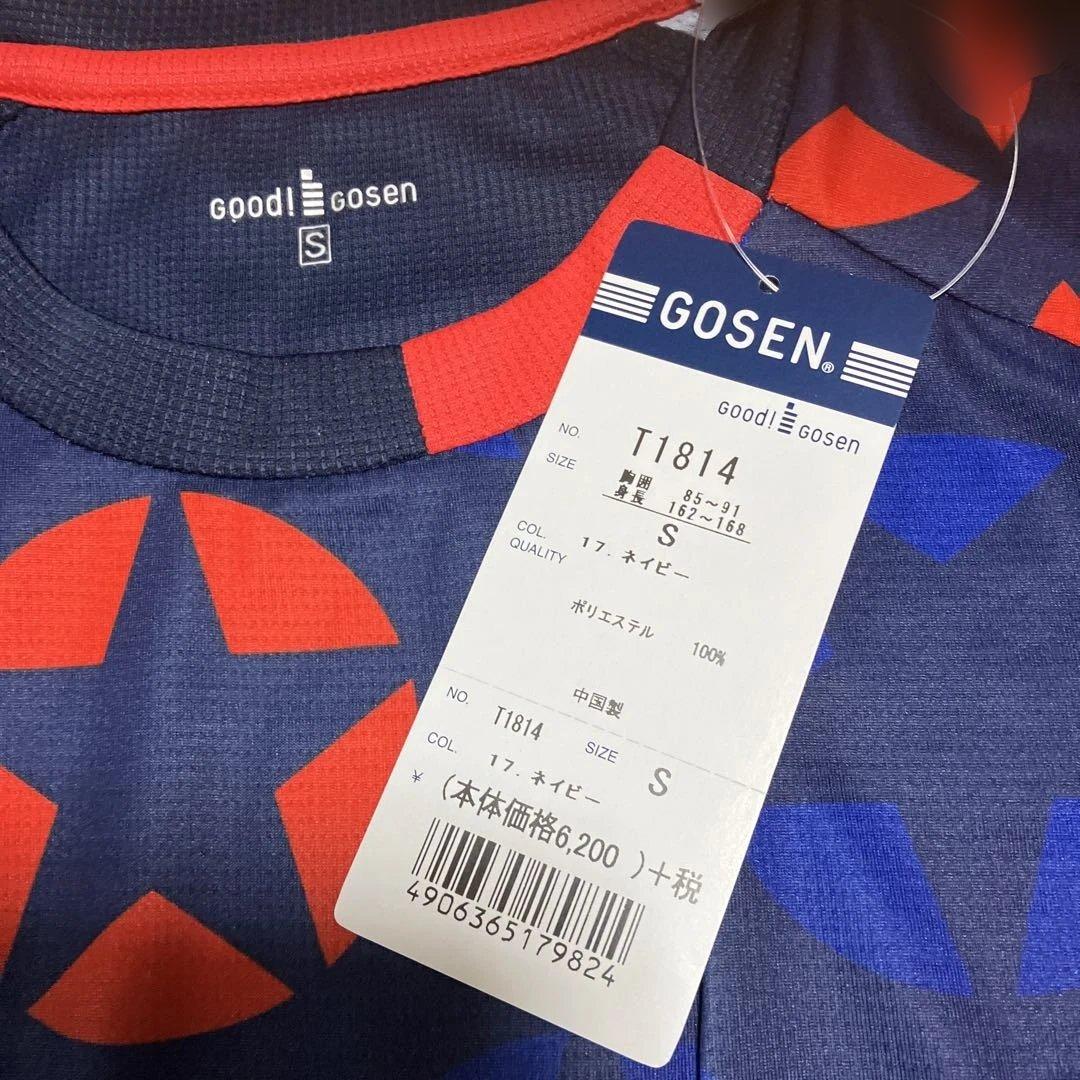 Good! Gosen
S
GOSEN®
Good! Gosen
NO. T1814
SIZE 胸囲 85～91
身長 162～168
S
COL. 17. ネイビー
QUALITY
ポリエステル 100%
中国製
NO. T1814 SIZE S
COL. 17. ネイビー
¥ (本体価格6,200 )+税
4906365179824